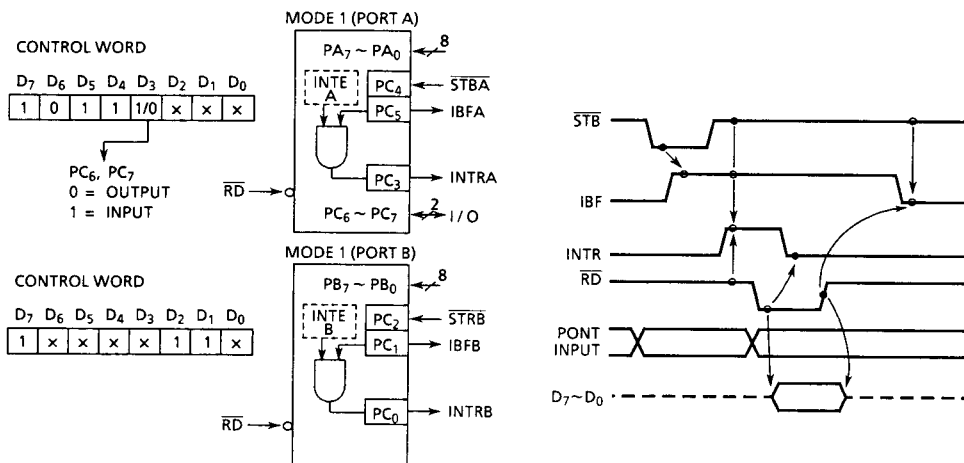 MODE 1 (PORT A)
CONTROL WORD
D7 D6 D5 D4 D3 D2 D1 D0
1 0 1 1 1/0 × × ×
PC6, PC7
0 = OUTPUT
1 = INPUT
PA7 ~ PA0
8
INTE
A
PC4
STBA
PC5
IBFA
PC3
INTRA
RD
PC6 ~ PC7
2
I/O
MODE 1 (PORT B)
CONTROL WORD
D7 D6 D5 D4 D3 D2 D1 D0
1 × × × × 1 1 ×
PB7 ~ PB0
8
INTE
B
PC2
STRB
PC1
IBFB
PC0
INTRB
RD
STB
IBF
INTR
RD
PONT
INPUT
D7~D0